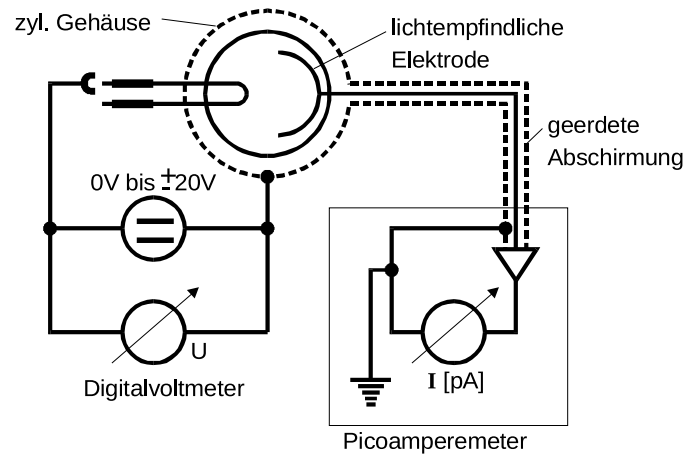 zyl. Gehäuse
lichtempfindliche
Elektrode
geerdete
Abschirmung
0V bis ±20V
U
Digitalvoltmeter
I [pA]
Picoamperemeter